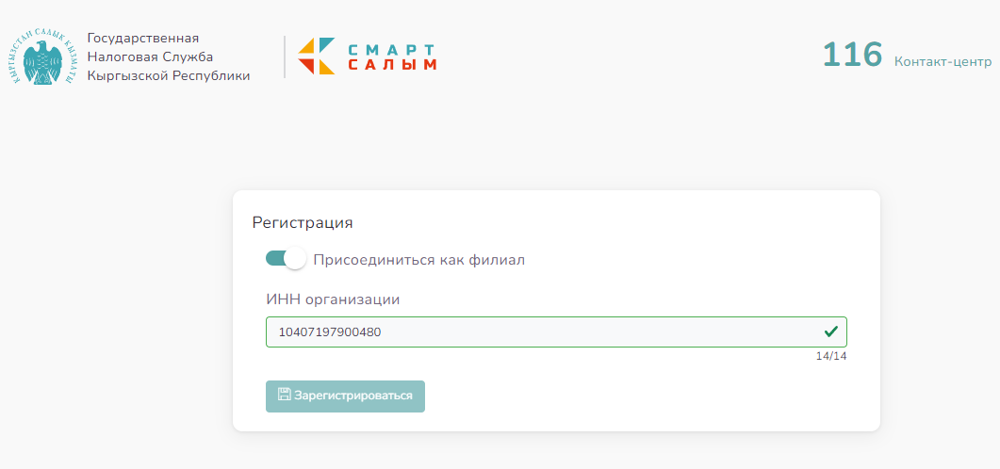 КЫРГЫЗСТАН САЛЫК КЫЗМАТЫ
Государственная
Налоговая Служба
Кыргызской Республики
СМАРТ
САЛЫМ
116 Контакт-центр
Регистрация
Присоединиться как филиал
ИНН организации
10407197900480
14/14
Зарегистрироваться